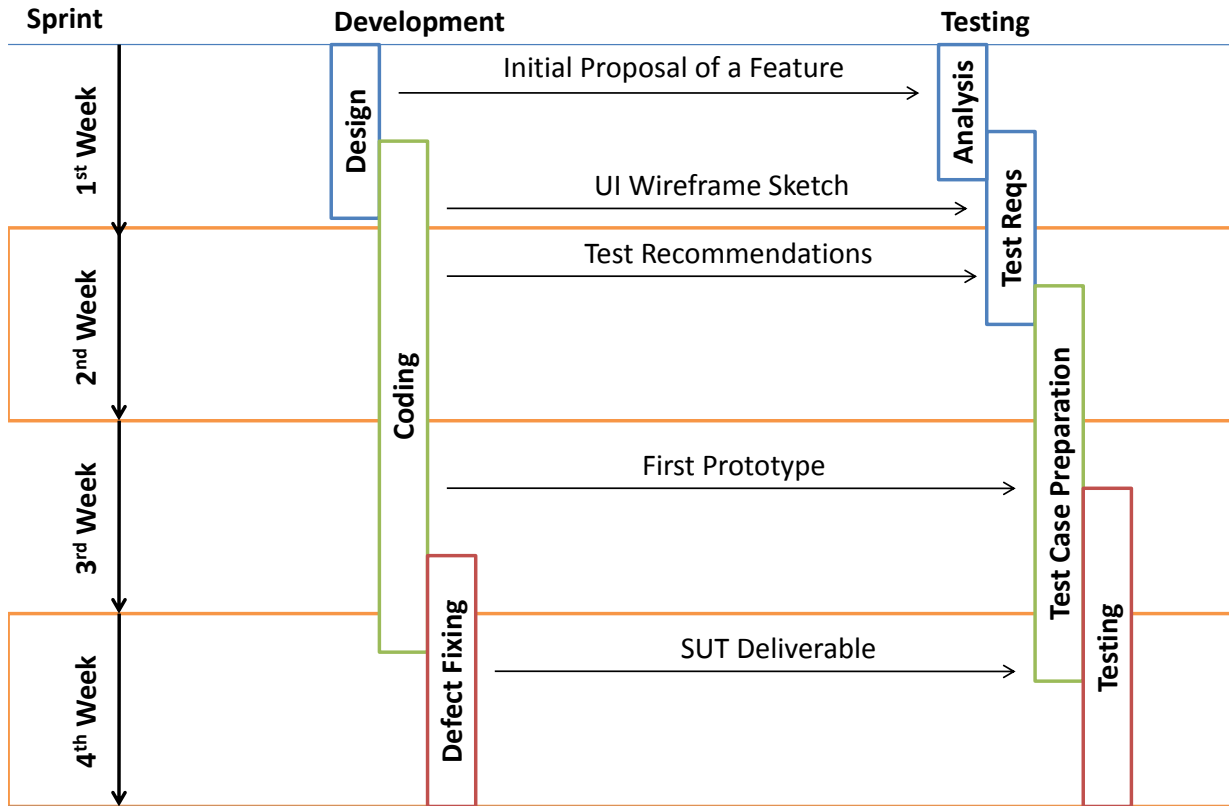 Sprint
Development
Testing
Initial Proposal of a Feature
Design
Analysis
1st Week
UI Wireframe Sketch
Test Reqs
Test Recommendations
2nd Week
Coding
First Prototype
Test Case Preparation
3rd Week
SUT Deliverable
Defect Fixing
Testing
4th Week